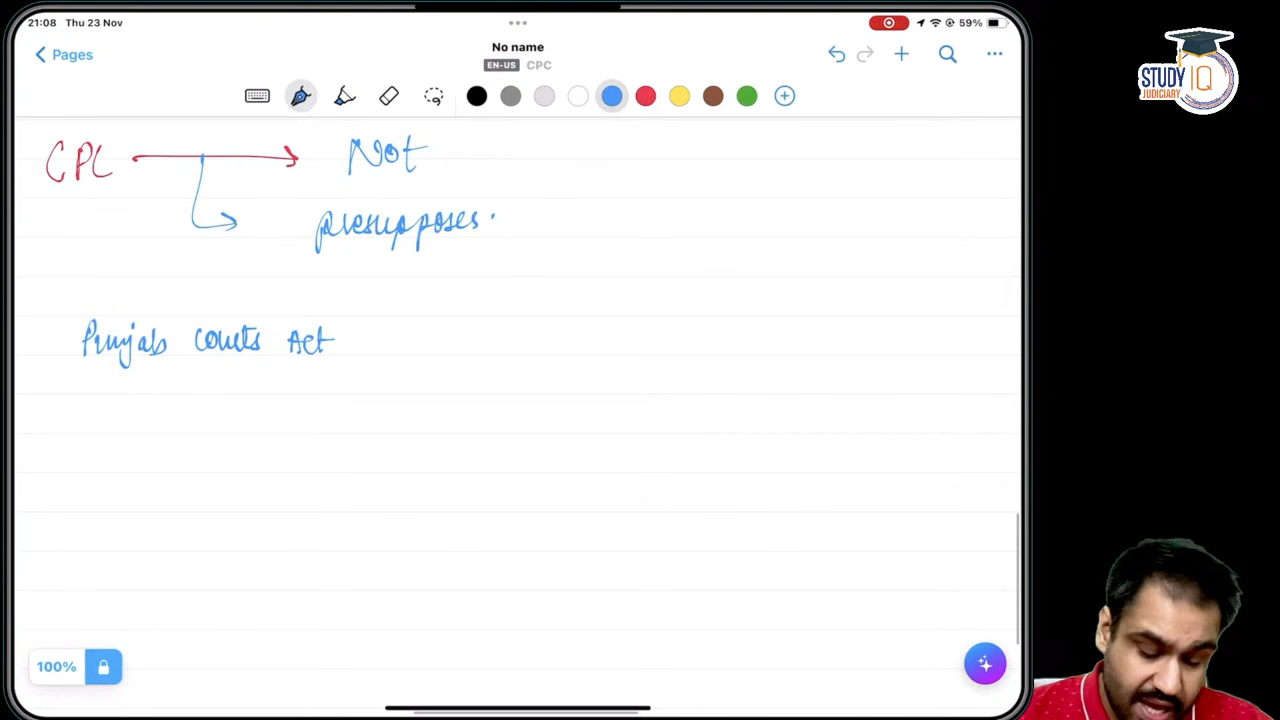 21:08 Thu 23 Nov
59%
Pages
No name
EN-US CPC
STUDY IQ
JUDICIARY
CPC Not
presupposes.
Punjab Courts Act
100%